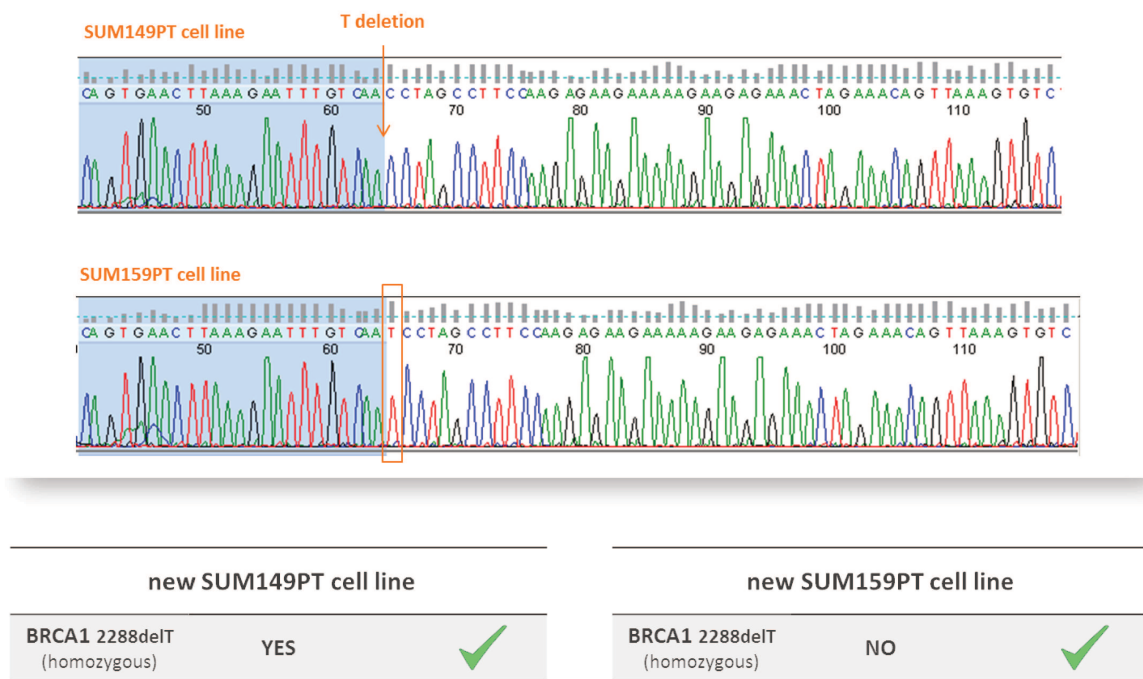 T deletion
SUM149PT cell line
CAGTGAACTTAAAGAATTTGTCAACCTAGCCTTCCAAGAGAAGAAAAAGAAGAGAAACTAGAAACAGTTAAAGTGTCT
50 60 70 80 90 100 110
SUM159PT cell line
CAGTGAACTTAAAGAATTTGTCAATCCTAGCCTTCCAAGAGAAGAAAAAGAAGAGAAACTAGAAACAGTTAAAGTGTC
50 60 70 80 90 100 110
new SUM149PT cell line
BRCA1 2288delT
(homozygous)
YES
new SUM159PT cell line
BRCA1 2288delT
(homozygous)
NO